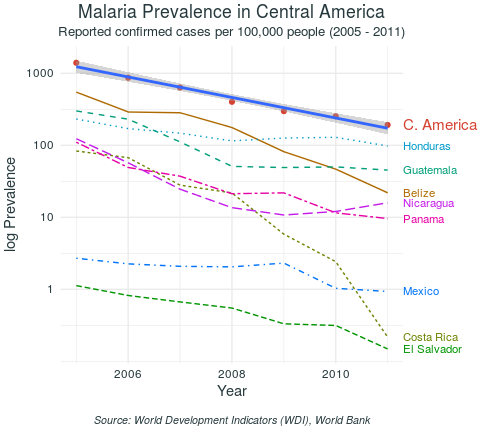 Malaria Prevalence in Central America
Reported confirmed cases per 100,000 people (2005 - 2011)
1000
100
10
1
log Prevalence
C. America
Honduras
Guatemala
Belize
Nicaragua
Panama
Mexico
Costa Rica
El Salvador
2006
2008
2010
Year
Source: World Development Indicators (WDI), World Bank